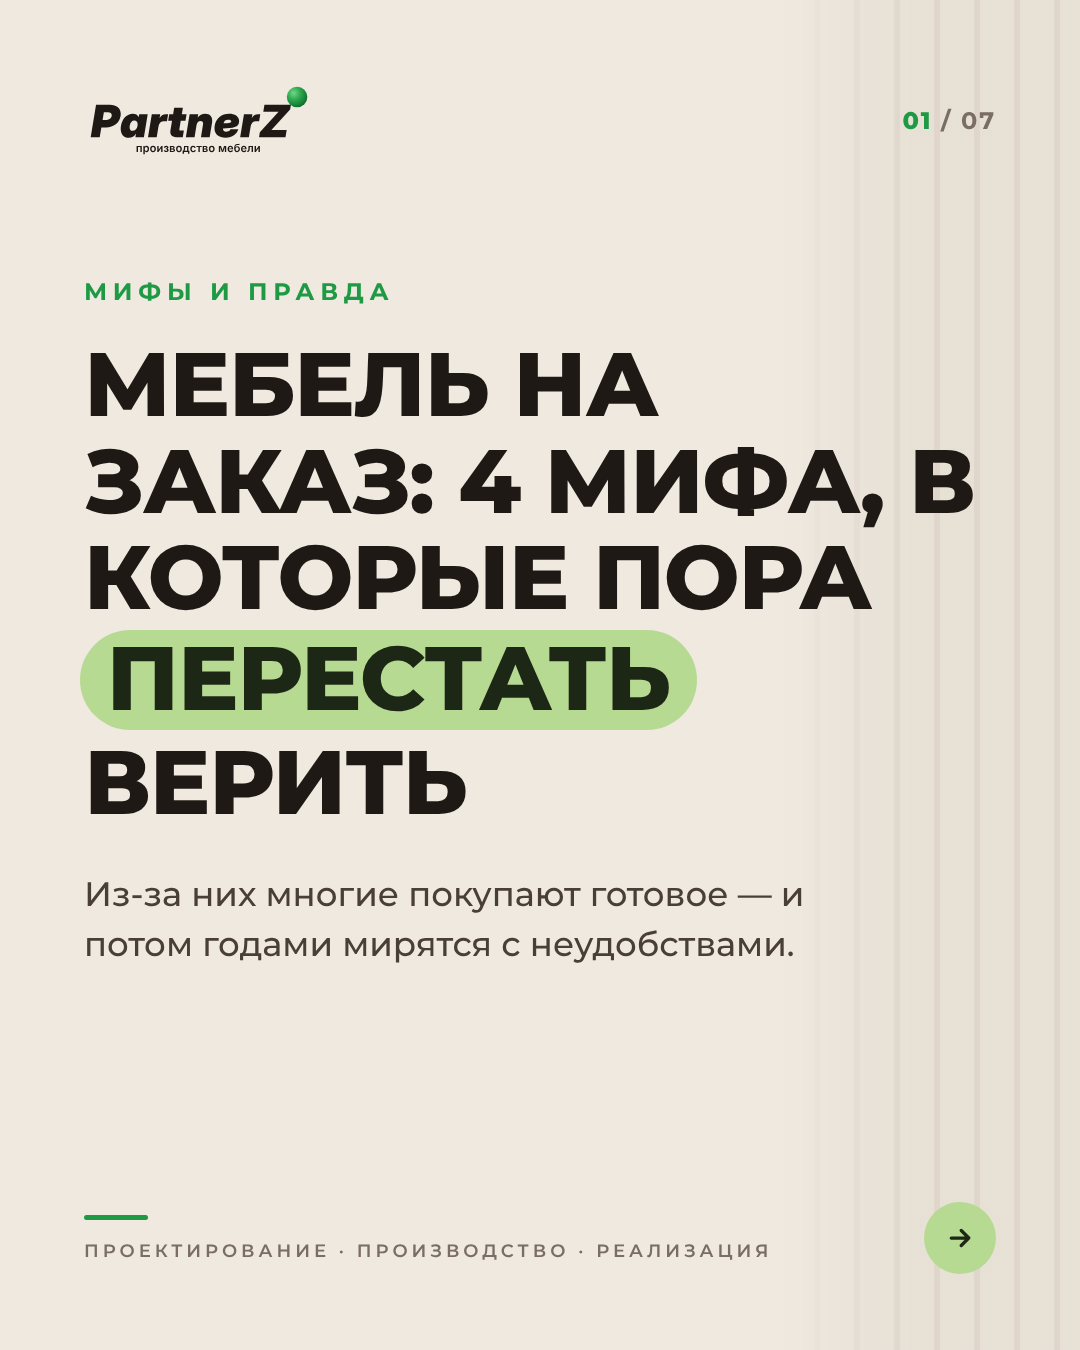 PartnerZ
производство мебели
01 / 07
МИФЫ И ПРАВДА
МЕБЕЛЬ НА
ЗАКАЗ: 4 МИФА, В
КОТОРЫЕ ПОРА
ПЕРЕСТАТЬ
ВЕРИТЬ
Из-за них многие покупают готовое — и
потом годами мирятся с неудобствами.
ПРОЕКТИРОВАНИЕ · ПРОИЗВОДСТВО · РЕАЛИЗАЦИЯ